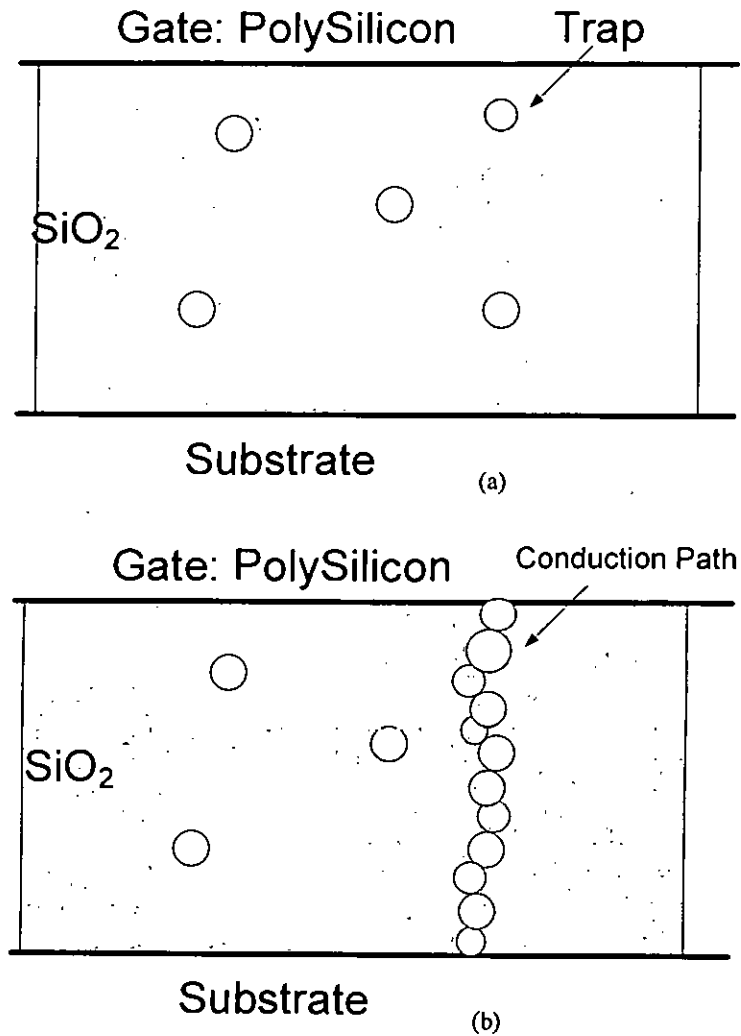 Gate: PolySilicon Trap
SiO₂
Substrate
(a)
Gate: PolySilicon
Conduction Path
SiO₂
Substrate
(b)